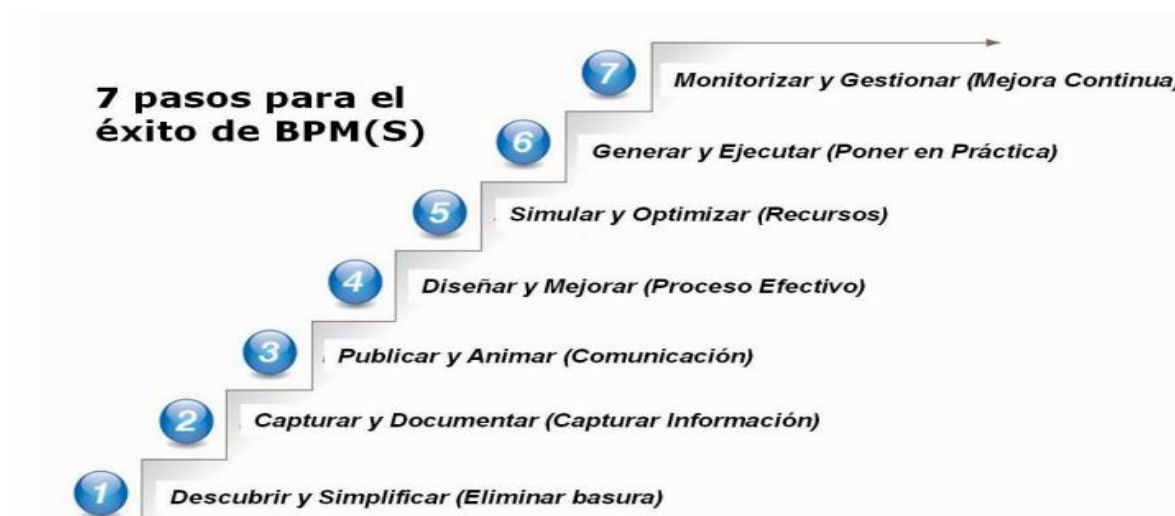 7 pasos para el
éxito de BPM(S)
7
Monitorizar y Gestionar (Mejora Continua)
6
Generar y Ejecutar (Poner en Práctica)
5
Simular y Optimizar (Recursos)
4
Diseñar y Mejorar (Proceso Efectivo)
3
Publicar y Animar (Comunicación)
2
Capturar y Documentar (Capturar Información)
1
Descubrir y Simplificar (Eliminar basura)